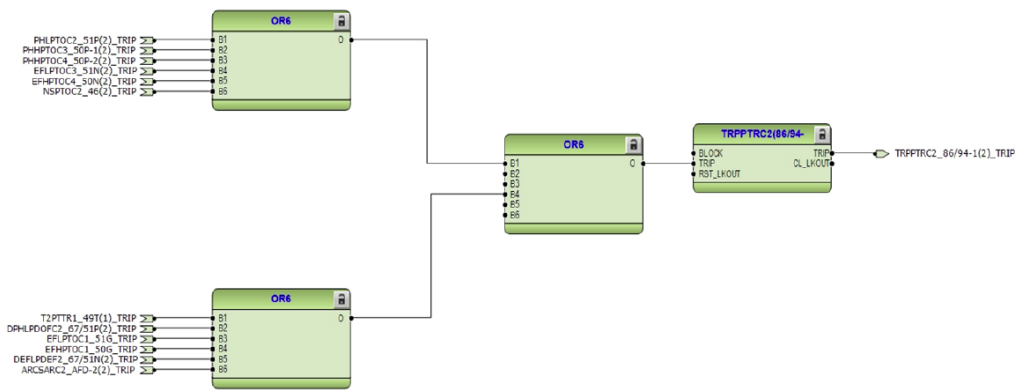 OR6
PHLPTOC2_51P(2)_TRIP B1 O
PHHPTOC3_50P-1(2)_TRIP B2
PHHPTOC4_50P-2(2)_TRIP B3
EFLPTOC3_51N(2)_TRIP B4
EFHPTOC4_50N(2)_TRIP B5
NSPTOC2_46(2)_TRIP B6
OR6
B1 O
B2
B3
B4
B5
B6
TRPPTRC2(86/94-
BLOCK TRIP
TRIP CL_LKOUT
RST_LKOUT
TRPPTRC2_86/94-1(2)_TRIP
OR6
T2PTTR1_49T(1)_TRIP B1 O
DPHLPDOFC2_67/51P(2)_TRIP B2
EFLPTOC1_51G_TRIP B3
EFHPTOC1_50G_TRIP B4
DEFLPDEF2_67/51N(2)_TRIP B5
ARCSARC2_AFD-2(2)_TRIP B6